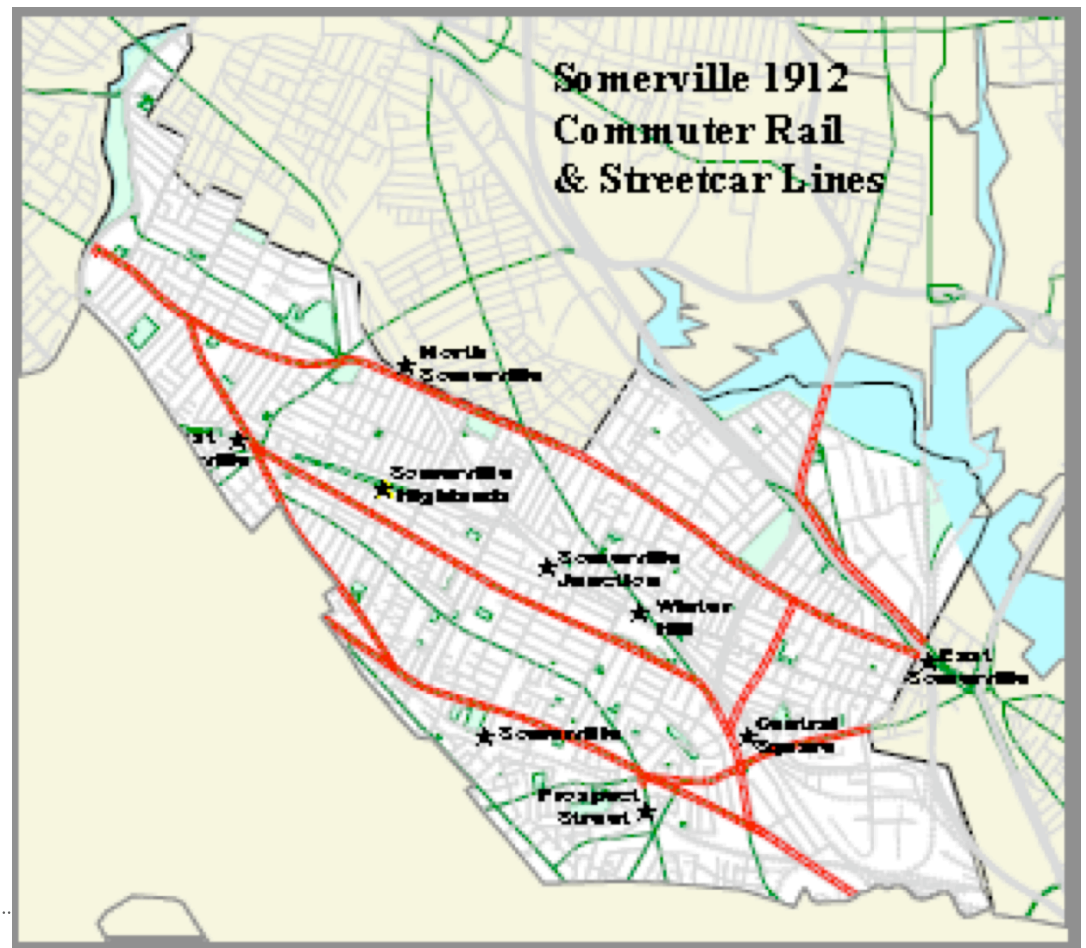 Somerville 1912
Commuter Rail
& Streetcar Lines
North
Somerville
Somerville
Highlands
Somerville
Junction
Winter
Hill
East
Somerville
Central
Square
Somerville
Prospect
Street